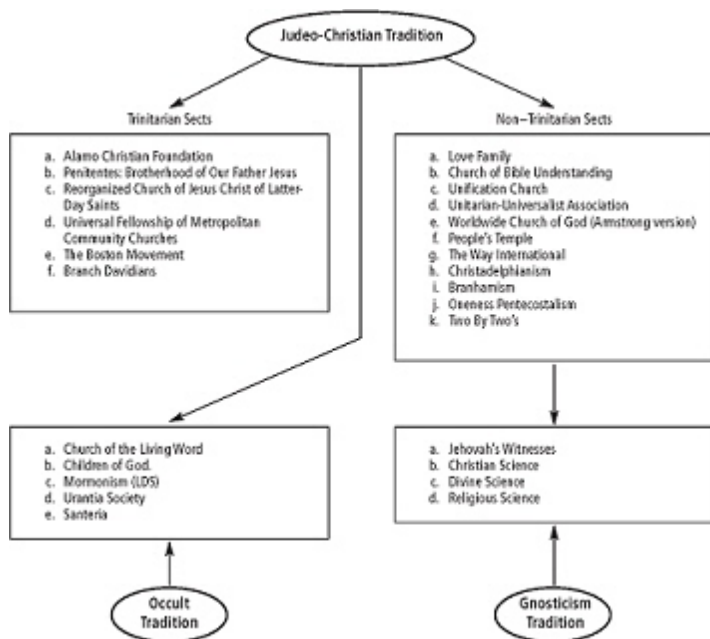 Judeo-Christian Tradition
Trinitarian Sects
a. Alamo Christian Foundation
b. Penitentes: Brotherhood of Our Father Jesus
c. Reorganized Church of Jesus Christ of Latter-
Day Saints
d. Universal Fellowship of Metropolitan
Community Churches
e. The Boston Movement
f. Branch Davidians
Non-Trinitarian Sects
a. Love Family
b. Church of Bible Understanding
c. Unification Church
d. Unitarian-Universalist Association
e. Worldwide Church of God (Armstrong version)
f. People's Temple
g. The Way International
h. Christadelphianism
i. Branhamism
j. Oneness Pentecostalism
k. Two By Two's
a. Church of the Living Word
b. Children of God.
c. Mormonism (LDS)
d. Urantia Society
e. Santeria
a. Jehovah's Witnesses
b. Christian Science
c. Divine Science
d. Religious Science
Occult
Tradition
Gnosticism
Tradition